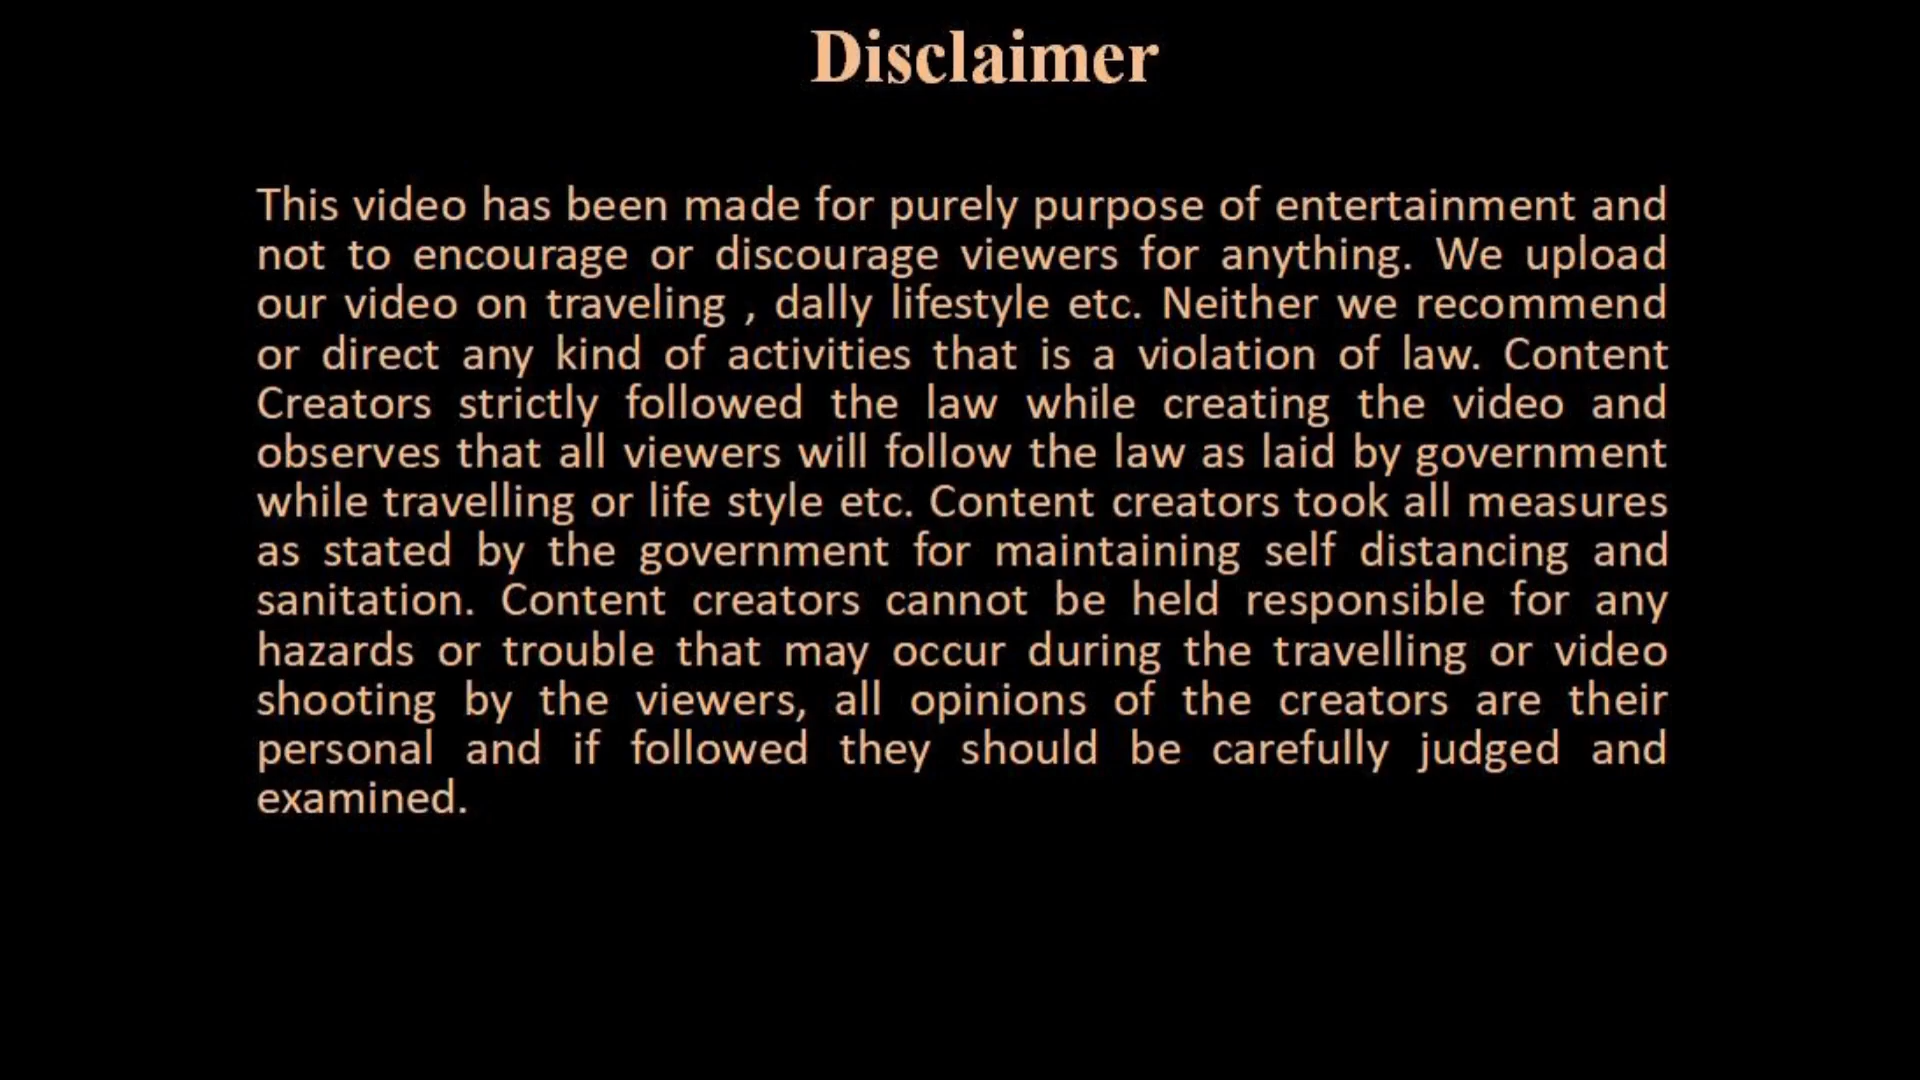 Disclaimer
This video has been made for purely purpose of entertainment and
not to encourage or discourage viewers for anything. We upload
our video on traveling , dally lifestyle etc. Neither we recommend
or direct any kind of activities that is a violation of law. Content
Creators strictly followed the law while creating the video and
observes that all viewers will follow the law as laid by government
while travelling or life style etc. Content creators took all measures
as stated by the government for maintaining self distancing and
sanitation. Content creators cannot be held responsible for any
hazards or trouble that may occur during the travelling or video
shooting by the viewers, all opinions of the creators are their
personal and if followed they should be carefully judged and
examined.